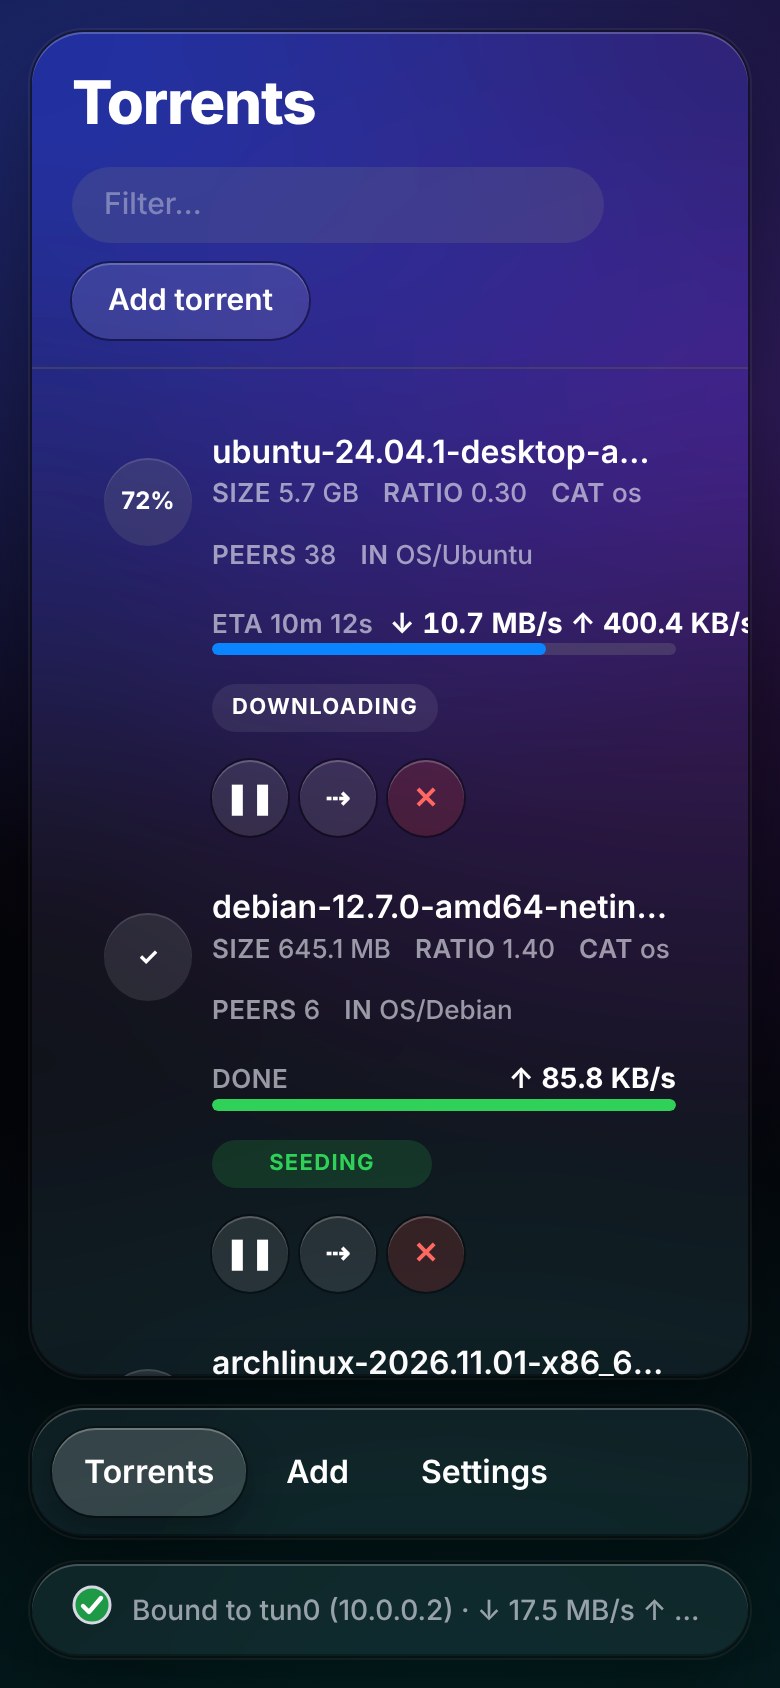 Torrents
Filter...
Add torrent
ubuntu-24.04.1-desktop-a...
72%
SIZE 5.7 GB RATIO 0.30 CAT os
PEERS 38 IN OS/Ubuntu
ETA 10m 12s ↓ 10.7 MB/s ↑ 400.4 KB/s
DOWNLOADING
debian-12.7.0-amd64-netin...
SIZE 645.1 MB RATIO 1.40 CAT os
PEERS 6 IN OS/Debian
DONE ↑ 85.8 KB/s
SEEDING
archlinux-2026.11.01-x86_6...
Torrents Add Settings
Bound to tun0 (10.0.0.2) · ↓ 17.5 MB/s ↑ ...